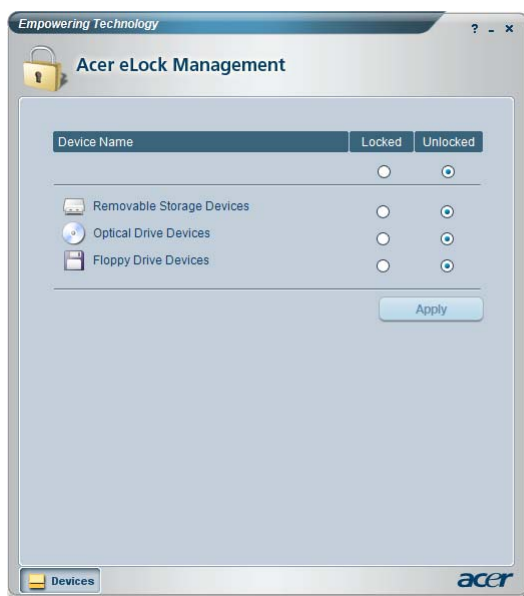 Empowering Technology
? - x
Acer eLock Management
Device Name Locked Unlocked
Removable Storage Devices
Optical Drive Devices
Floppy Drive Devices
Apply
Devices
acer